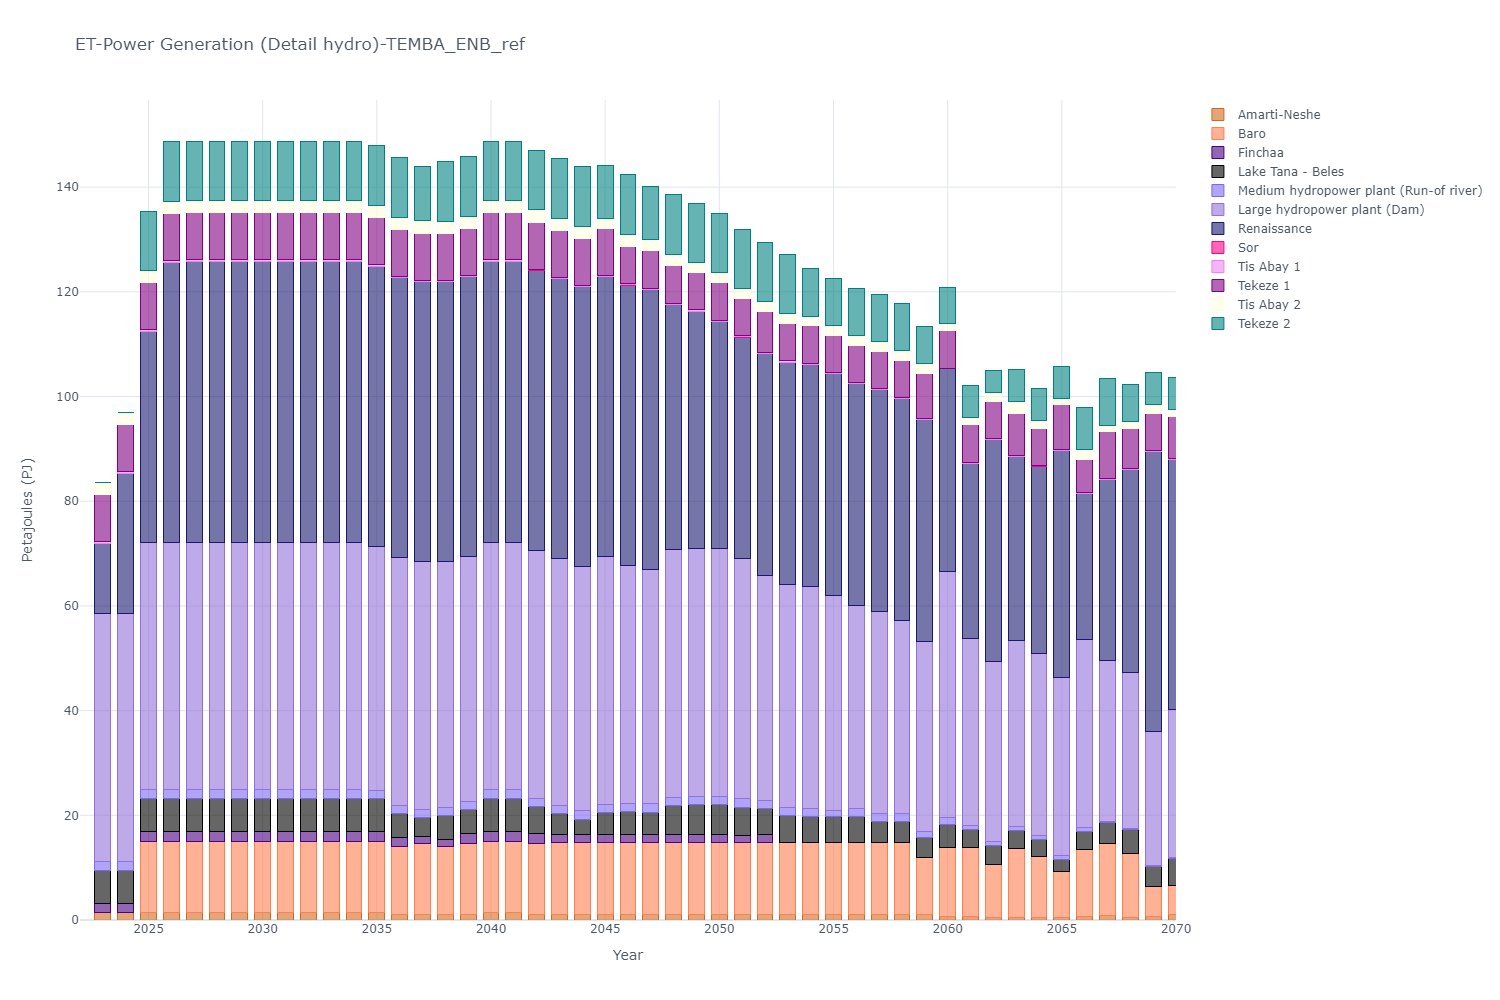 ET-Power Generation (Detail hydro)-TEMBA_ENB_ref
Amarti-Neshe
Baro
Finchaa
Lake Tana - Beles
Medium hydropower plant (Run-of river)
Large hydropower plant (Dam)
Renaissance
Sor
Tis Abay 1
Tekeze 1
Tis Abay 2
Tekeze 2
Petajoules (PJ)
140
120
100
80
60
40
20
0
2025 2030 2035 2040 2045 2050 2055 2060 2065 2070
Year